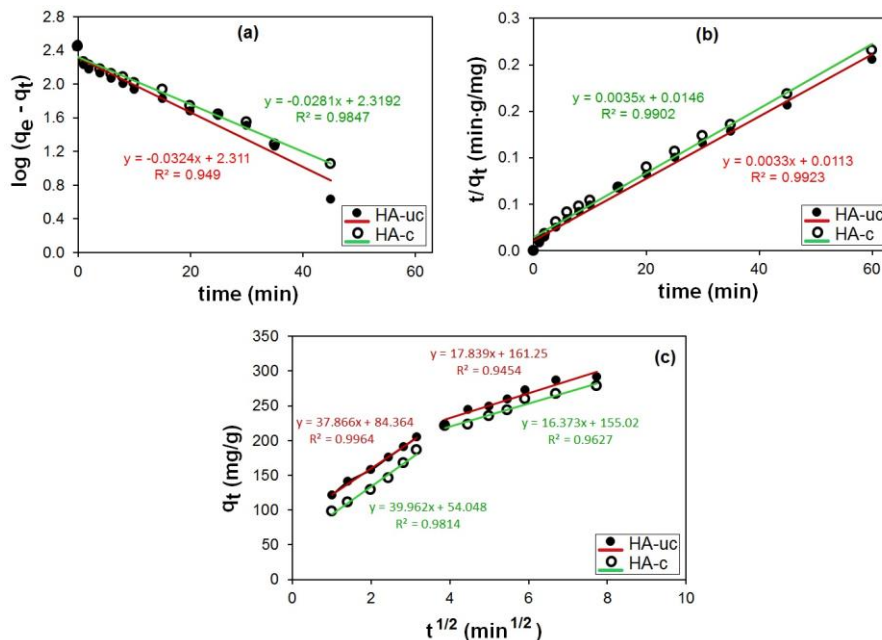 (a)
2.8
2.4
2.0
1.6
1.2
0.8
0.4
0.0
log (qe - qt)
y = -0.0281x + 2.3192
R² = 0.9847
y = -0.0324x + 2.311
R² = 0.949
HA-uc
HA-c
0 20 40 60
time (min)
(b)
0.3
0.2
0.2
0.1
0.1
0.0
t/qt (min·g/mg)
y = 0.0035x + 0.0146
R² = 0.9902
y = 0.0033x + 0.0113
R² = 0.9923
HA-uc
HA-c
0 20 40 60
time (min)
(c)
350
300
250
200
150
100
50
0
qt (mg/g)
y = 17.839x + 161.25
R² = 0.9454
y = 37.866x + 84.364
R² = 0.9964
y = 16.373x + 155.02
R² = 0.9627
y = 39.962x + 54.048
R² = 0.9814
HA-uc
HA-c
0 2 4 6 8 10
t1/2 (min1/2)